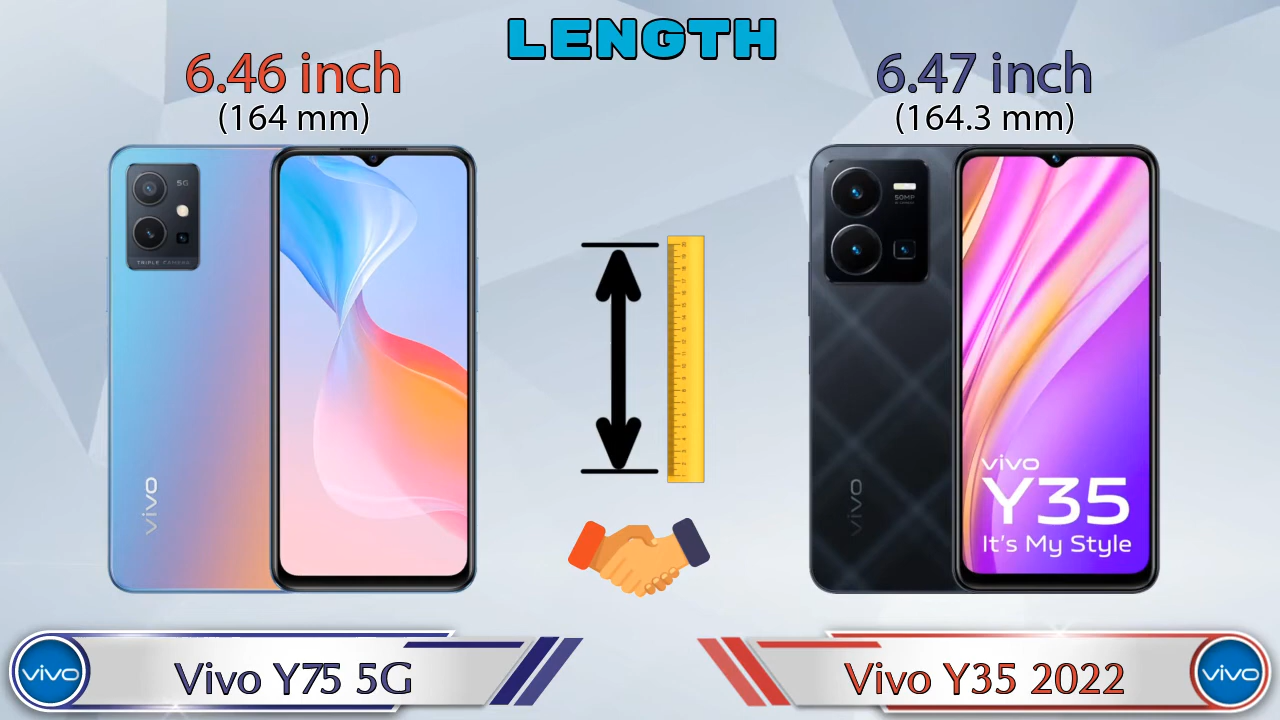 LENGTH
6.46 inch
(164 mm)
6.47 inch
(164.3 mm)
5G
TRIPLE CAMERA
vivo
50MP
vivo
vivo
Y35
It's My Style
vivo
Vivo Y75 5G
Vivo Y35 2022
vivo